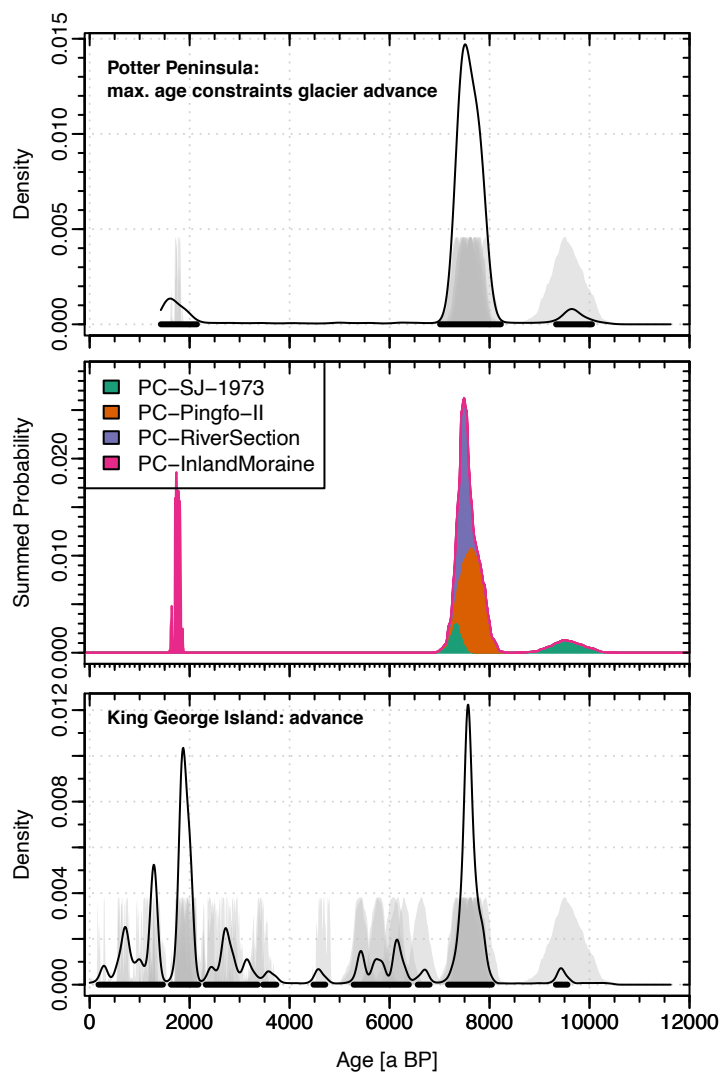 Potter Peninsula:
max. age constraints glacier advance
Density
0.000 0.005 0.010 0.015
PC−SJ−1973
PC−Pingfo−II
PC−RiverSection
PC−InlandMoraine
Summed Probability
0.000 0.010 0.020
King George Island: advance
Density
0.000 0.004 0.008 0.012
0 2000 4000 6000 8000 10000 12000
Age [a BP]